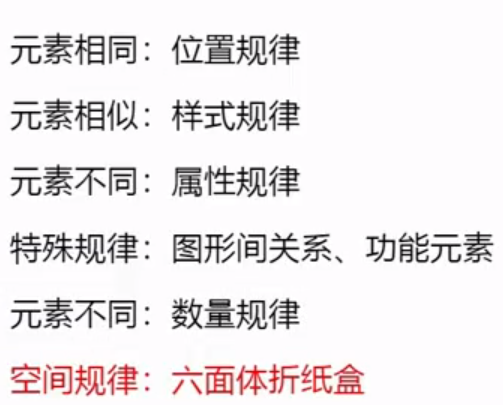 元素相同：位置规律
元素相似：样式规律
元素不同：属性规律
特殊规律：图形间关系、功能元素
元素不同：数量规律
空间规律：六面体折纸盒